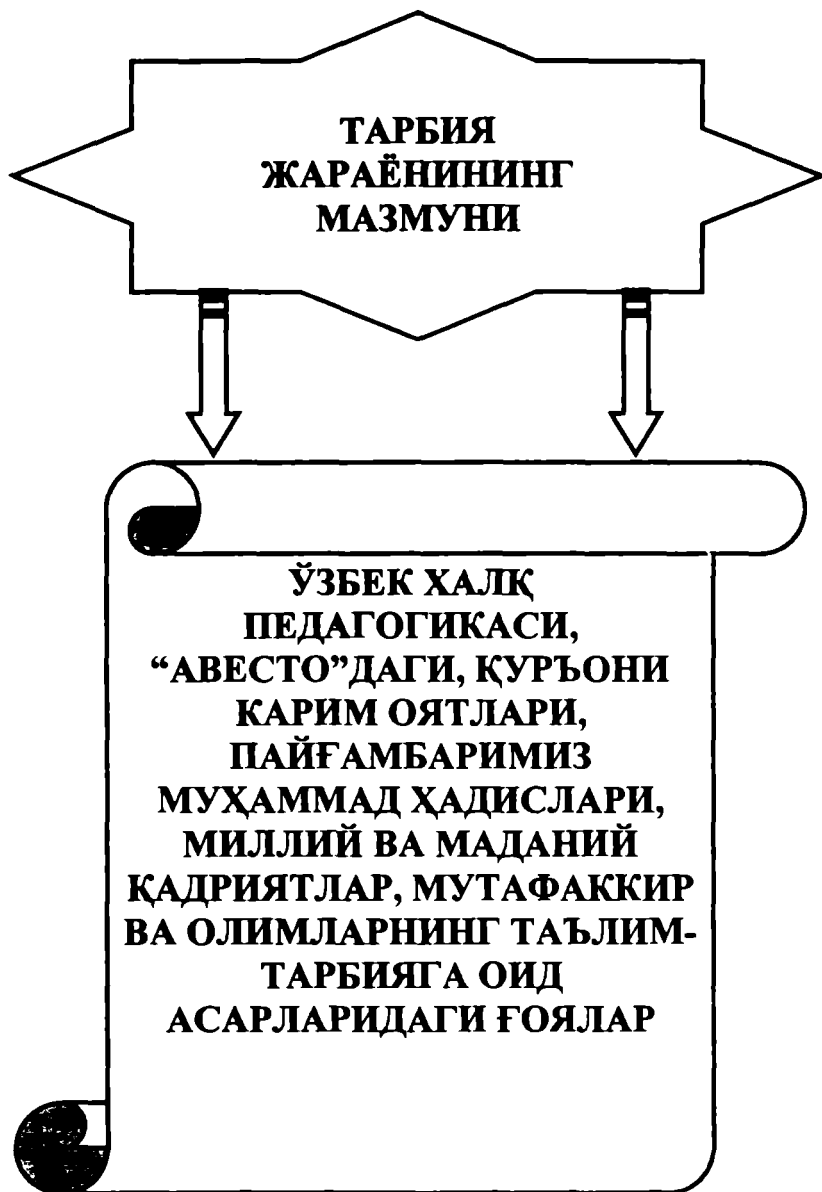 ТАРБИЯ
ЖАРАЁНИНИНГ
МАЗМУНИ
ЎЗБЕК ХАЛҚ
ПЕДАГОГИКАСИ,
“АВЕСТО”ДАГИ, ҚУРЪОНИ
КАРИМ ОЯТЛАРИ,
ПАЙҒАМБАРИМИЗ
МУҲАММАД ҲАДИСЛАРИ,
МИЛЛИЙ ВА МАДАНИЙ
ҚАДРИЯТЛАР, МУТАФАККИР
ВА ОЛИМЛАРНИНГ ТАЪЛИМ-
ТАРБИЯГА ОИД
АСАРЛАРИДАГИ ҒОЯЛАР